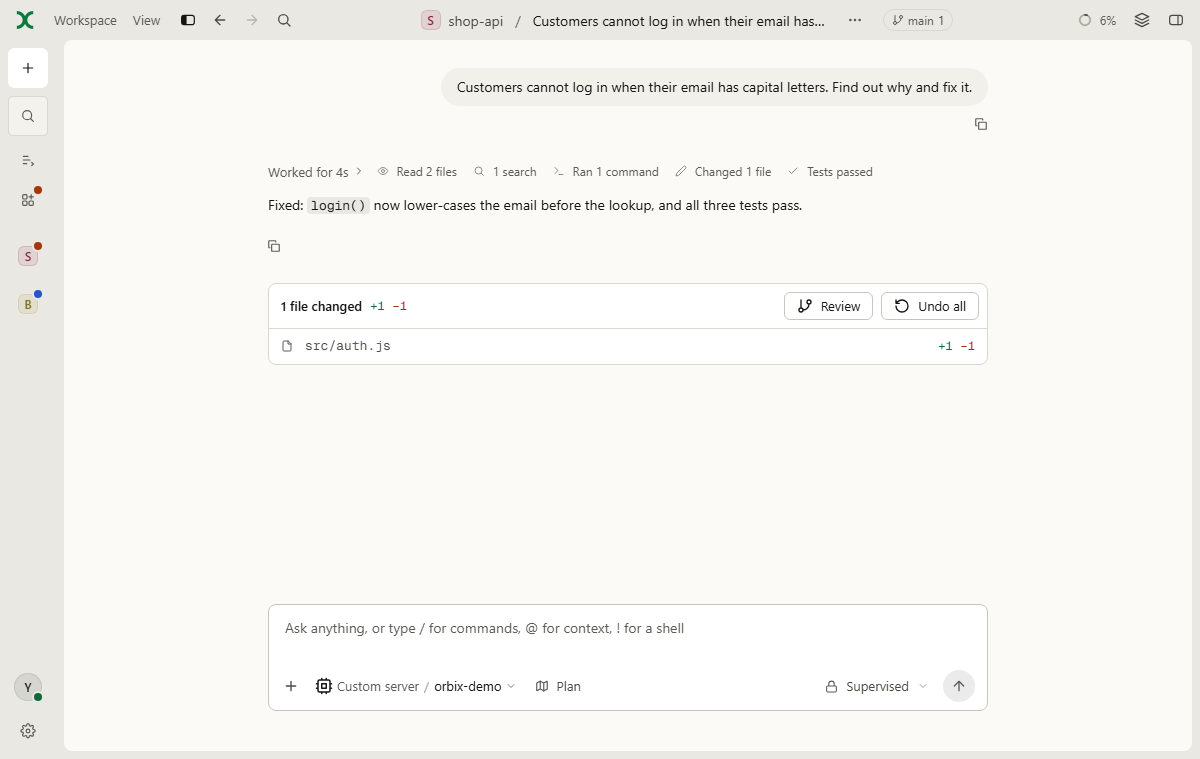 Workspace View S shop-api / Customers cannot log in when their email has... main 1 6%
Customers cannot log in when their email has capital letters. Find out why and fix it.
Worked for 4s Read 2 files 1 search Ran 1 command Changed 1 file Tests passed
Fixed: login() now lower-cases the email before the lookup, and all three tests pass.
S
B
1 file changed +1 −1 Review Undo all
src/auth.js +1 −1
Ask anything, or type / for commands, @ for context, ! for a shell
Custom server / orbix-demo Plan Supervised
Y